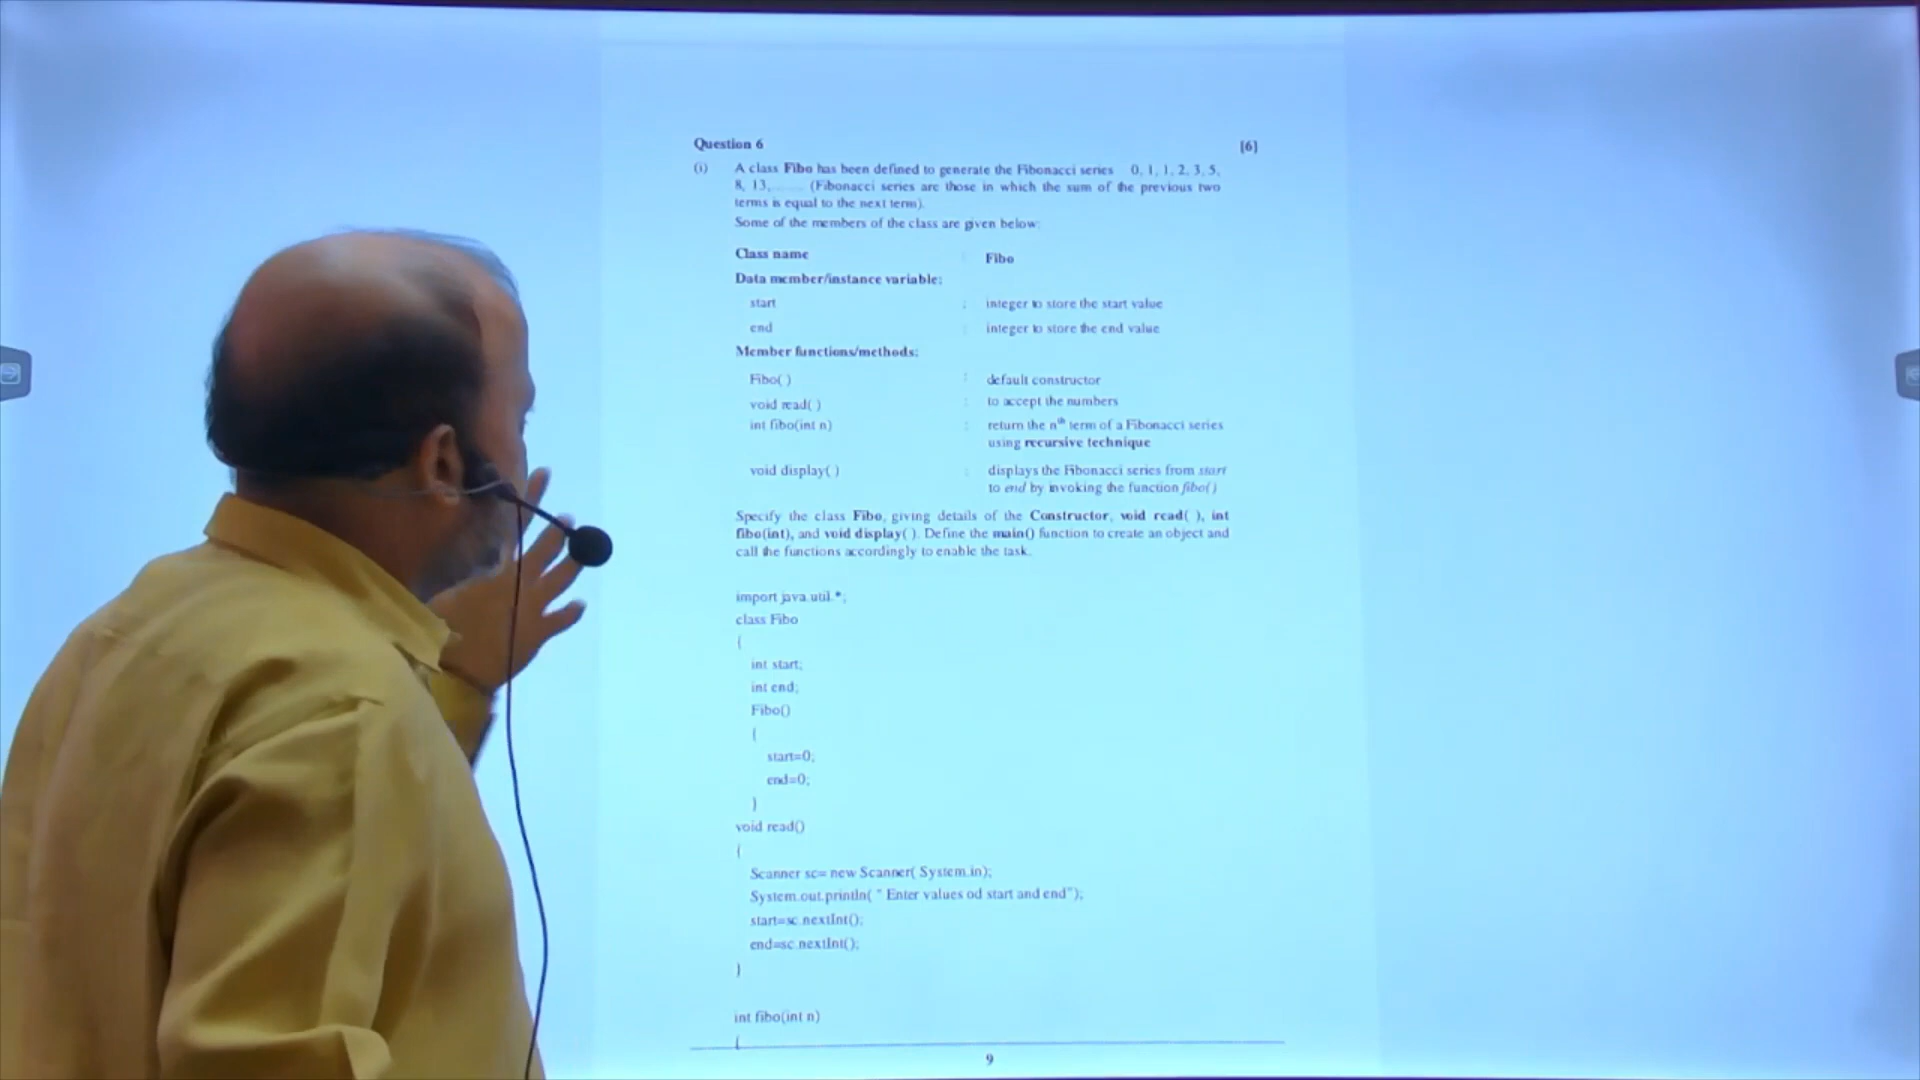 Question 6 [6]
(i) A class Fibo has been defined to generate the Fibonacci series 0, 1, 1, 2, 3, 5,
8, 13, ...... (Fibonacci series are those in which the sum of the previous two
terms is equal to the next term).
Some of the members of the class are given below:
Class name : Fibo
Data member/instance variable:
start : integer to store the start value
end : integer to store the end value
Member functions/methods:
Fibo( ) : default constructor
void read( ) : to accept the numbers
int fibo(int n) : return the nth term of a Fibonacci series
using recursive technique
void display( ) : displays the Fibonacci series from start
to end by invoking the function fibo()
Specify the class Fibo, giving details of the Constructor, void read( ), int
fibo(int), and void display( ). Define the main() function to create an object and
call the functions accordingly to enable the task.
import java.util.*;
class Fibo
{
int start;
int end;
Fibo()
{
start=0;
end=0;
}
void read()
{
Scanner sc= new Scanner( System.in);
System.out.println( " Enter values od start and end");
start=sc.nextInt();
end=sc.nextInt();
}
int fibo(int n)
{
9